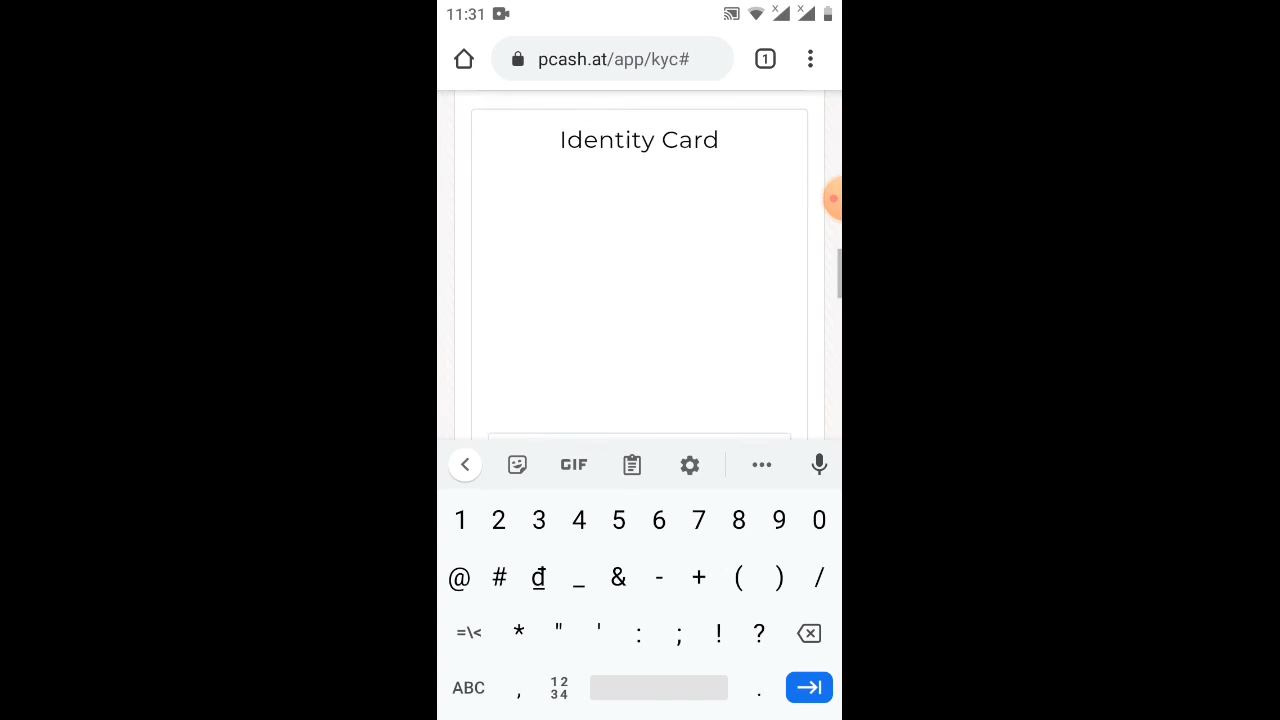 11:31
pcash.at/app/kyc#
1
Identity Card
GIF
1 2 3 4 5 6 7 8 9 0
@ # ₫ _ & - + ( ) /
=\< * " ' : ; ! ?
ABC , 12 34 .